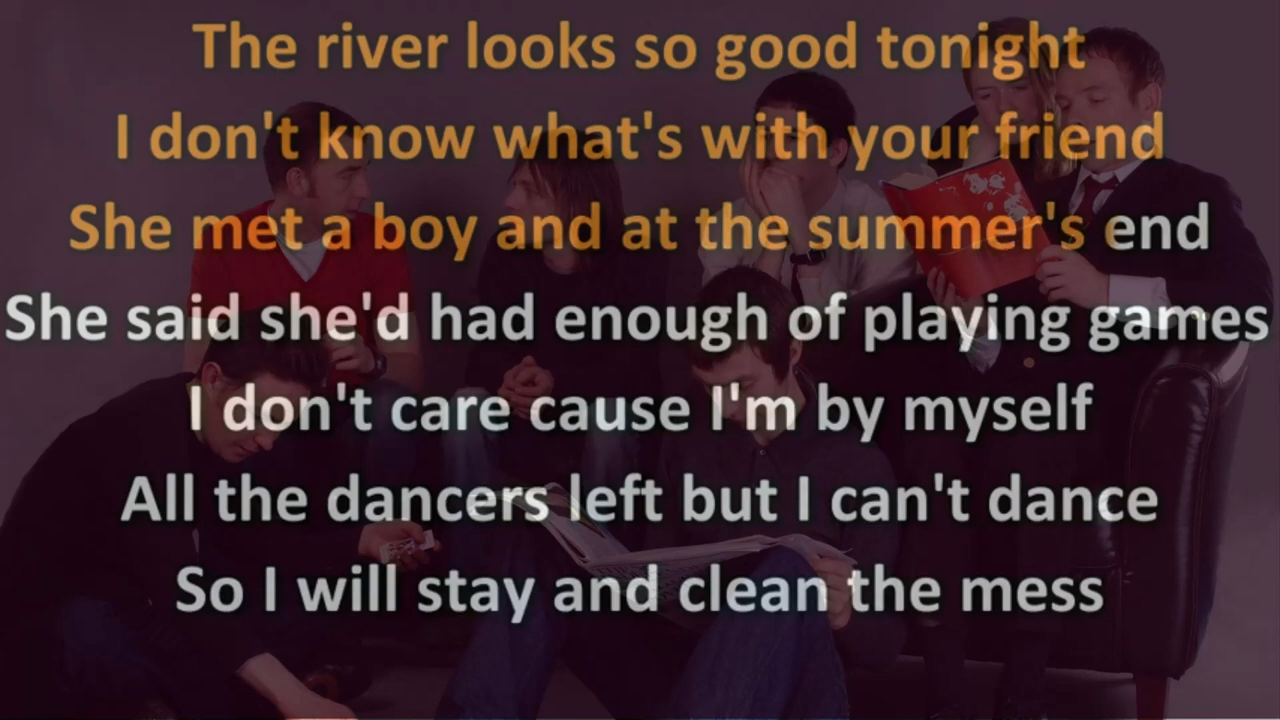 The river looks so good tonight
I don't know what's with your friend
She met a boy and at the summer's end
She said she'd had enough of playing games
I don't care cause I'm by myself
All the dancers left but I can't dance
So I will stay and clean the mess